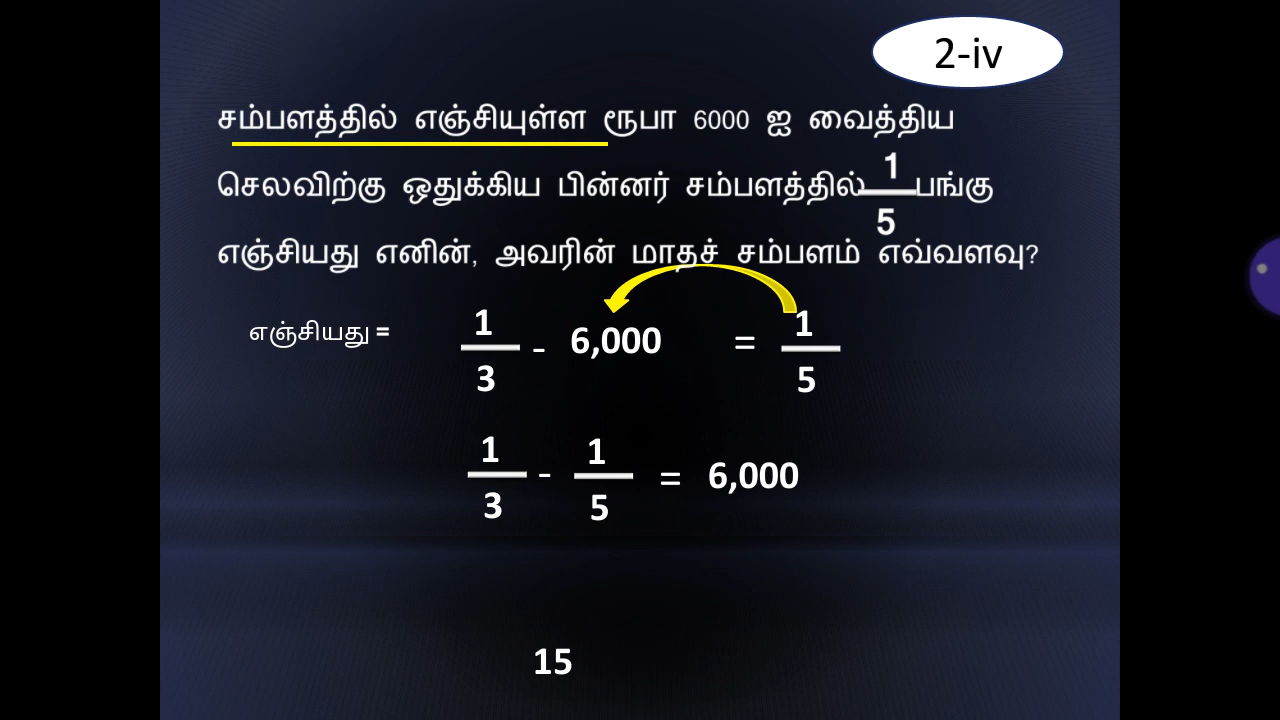 2-iv
சம்பளத்தில் எஞ்சியுள்ள ரூபா 6000 ஐ வைத்திய
செலவிற்கு ஒதுக்கிய பின்னர் சம்பளத்தில் 1/5 பங்கு
எஞ்சியது எனின், அவரின் மாதச் சம்பளம் எவ்வளவு?
எஞ்சியது = 1/3 - 6,000 = 1/5
1/3 - 1/5 = 6,000
15